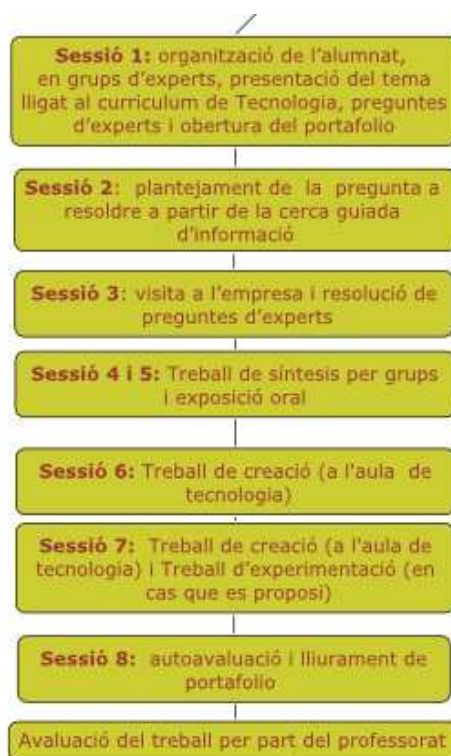 Sessió 1: organització de l'alumnat,
en grups d'experts, presentació del tema
lligat al curriculum de Tecnologia, preguntes
d'experts i obertura del portafolio
Sessió 2: plantejament de la pregunta a
resoldre a partir de la cerca guiada
d'informació
Sessió 3: visita a l'empresa i resolució de
preguntes d'experts
Sessió 4 i 5: Treball de síntesis per grups
i exposició oral
Sessió 6: Treball de creació (a l'aula de
tecnologia)
Sessió 7: Treball de creació (a l'aula de
tecnologia) i Treball d'experimentació (en
cas que es proposi)
Sessió 8: autoavaluació i lliurament de
portafolio
Avaluació del treball per part del professorat